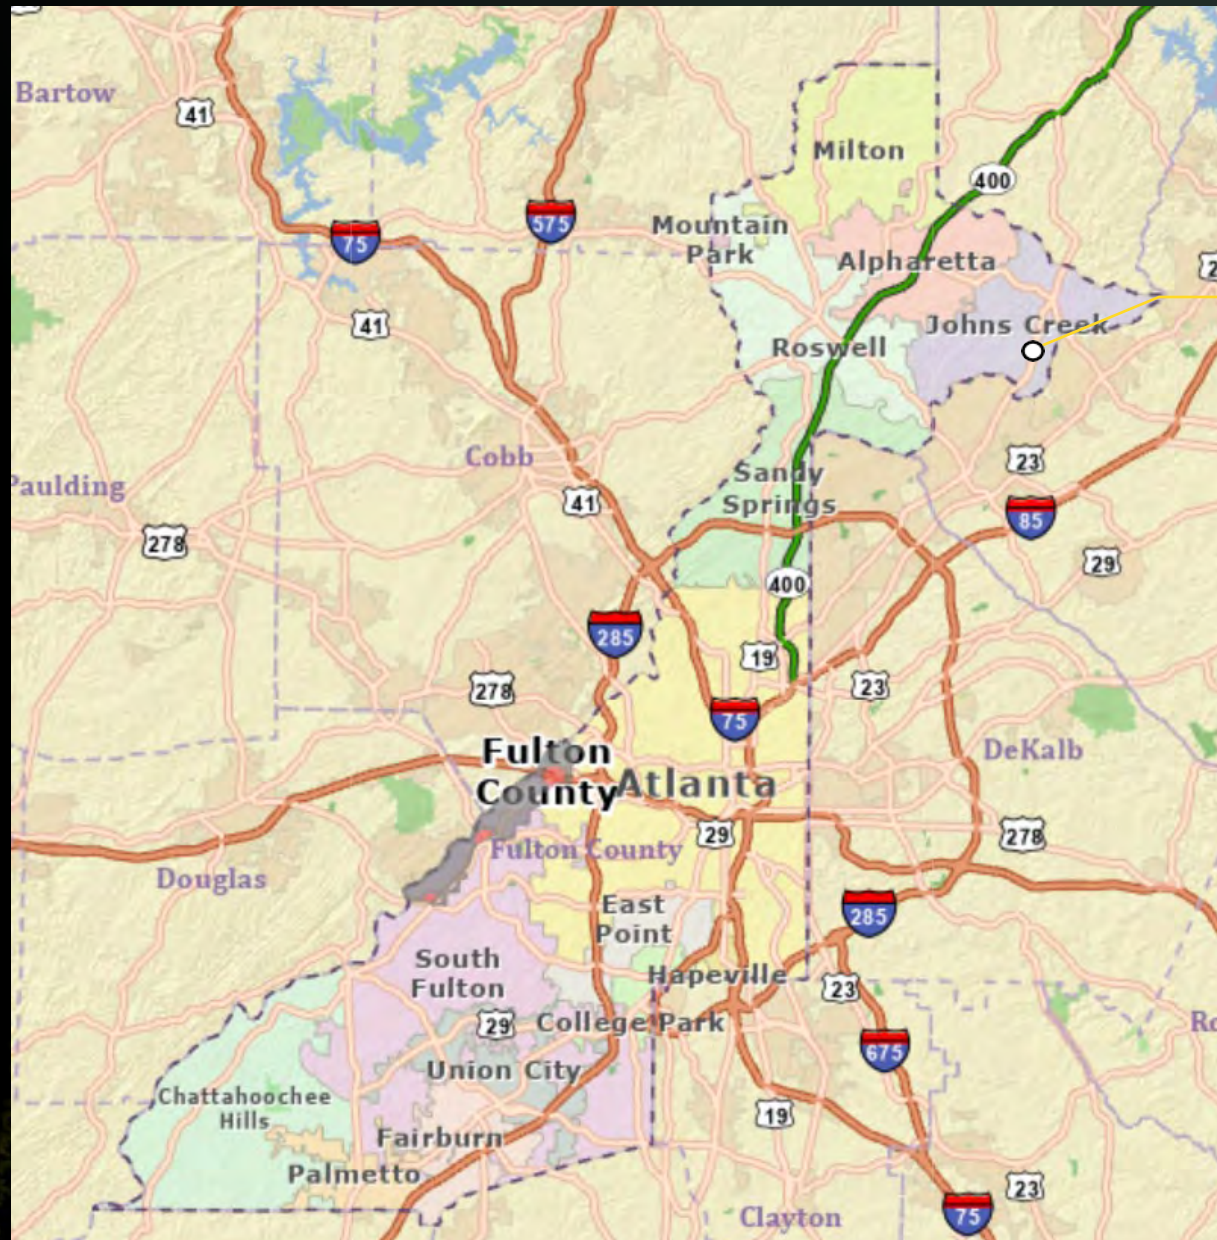 Bartow
41
Milton
400
575
Mountain
Park
75
Alpharetta
41
Johns Creek
Roswell
Cobb
23
Sandy
Springs
Paulding
41
85
278
29
400
285
19
23
278
75
Fulton
County
DeKalb
Atlanta
29
278
Fulton County
Douglas
East
Point
285
South
Fulton
Hapeville
23
29
College Park
Ro
675
Union City
Chattahoochee
Hills
19
Fairburn
Palmetto
23
75
Clayton